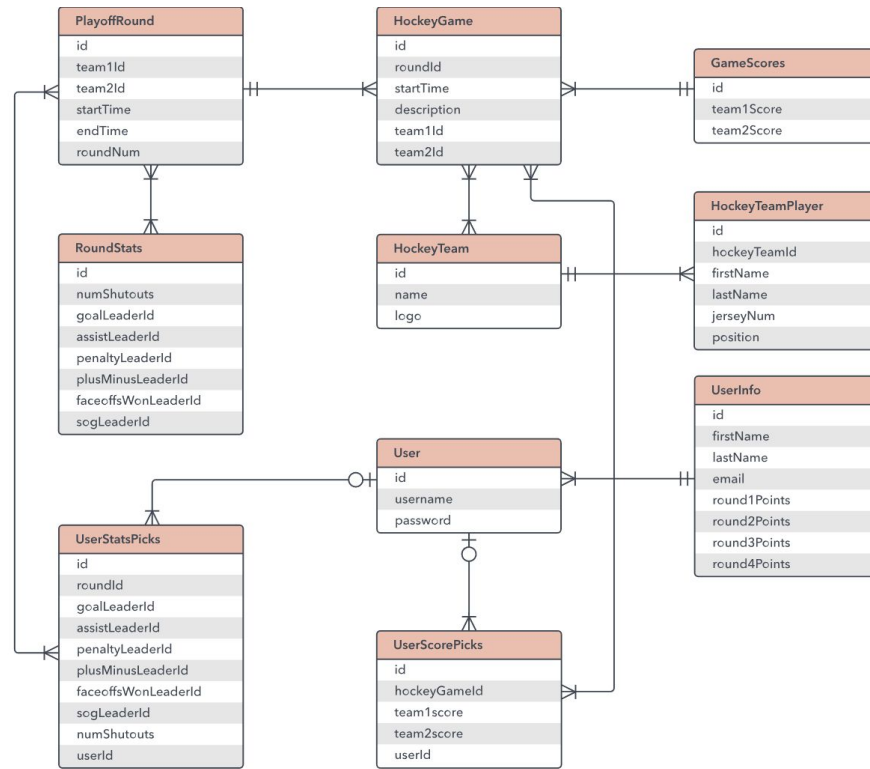 PlayoffRound
id
team1Id
team2Id
startTime
endTime
roundNum
HockeyGame
id
roundId
startTime
description
team1Id
team2Id
GameScores
id
team1Score
team2Score
HockeyTeamPlayer
id
hockeyTeamId
firstName
lastName
jerseyNum
position
RoundStats
id
numShutouts
goalLeaderId
assistLeaderId
penaltyLeaderId
plusMinusLeaderId
faceoffsWonLeaderId
sogLeaderId
HockeyTeam
id
name
logo
UserInfo
id
firstName
lastName
email
round1Points
round2Points
round3Points
round4Points
User
id
username
password
UserStatsPicks
id
roundId
goalLeaderId
assistLeaderId
penaltyLeaderId
plusMinusLeaderId
faceoffsWonLeaderId
sogLeaderId
numShutouts
userId
UserScorePicks
id
hockeyGameId
team1score
team2score
userId